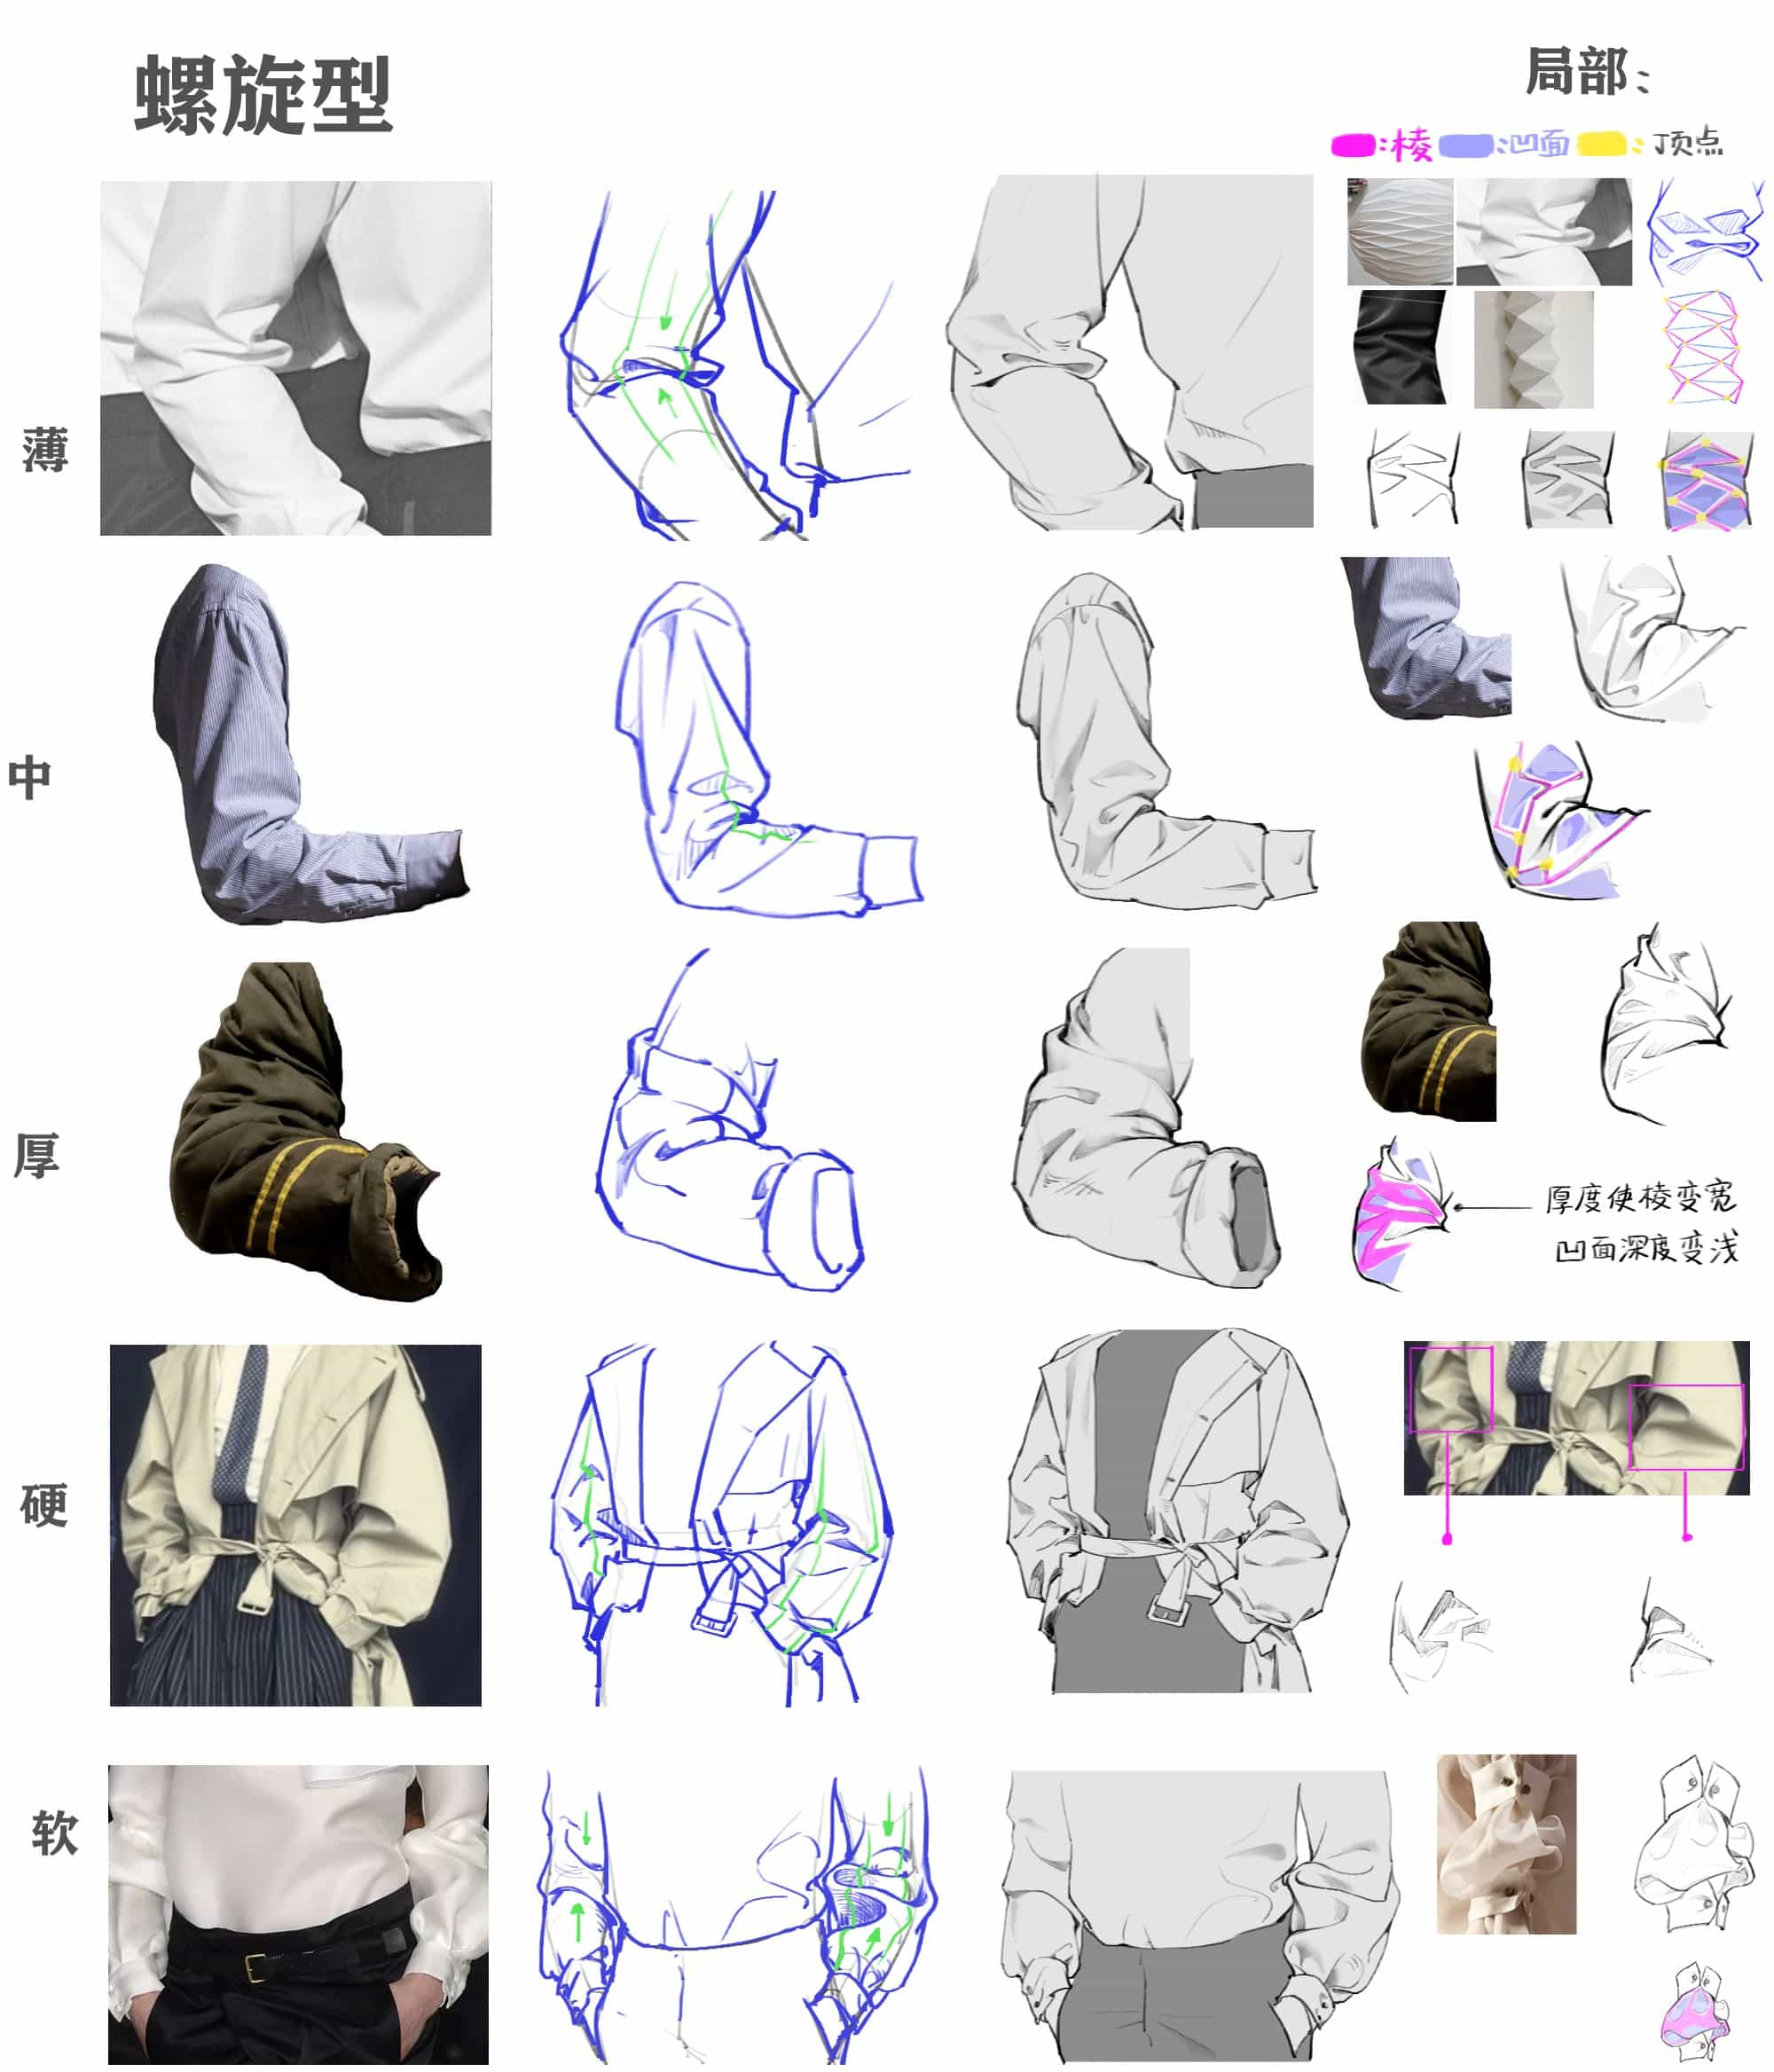 螺旋型
局部：
：棱 ：凹面 ：顶点
薄
中
厚
厚度使棱变宽
凹面深度变浅
硬
软